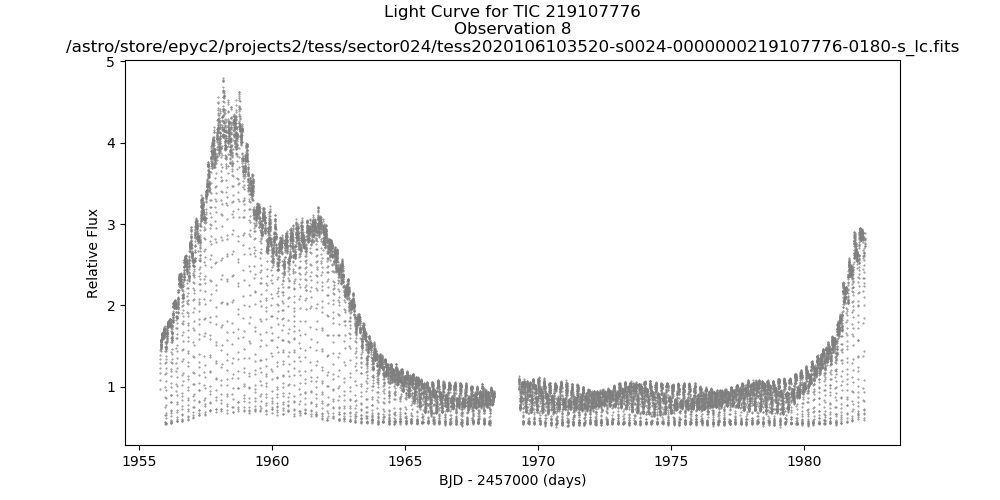 Light Curve for TIC 219107776
Observation 8
/astro/store/epyc2/projects2/tess/sector024/tess2020106103520-s0024-0000000219107776-0180-s_lc.fits
5
4
3
2
1
Relative Flux
1955 1960 1965 1970 1975 1980
BJD - 2457000 (days)